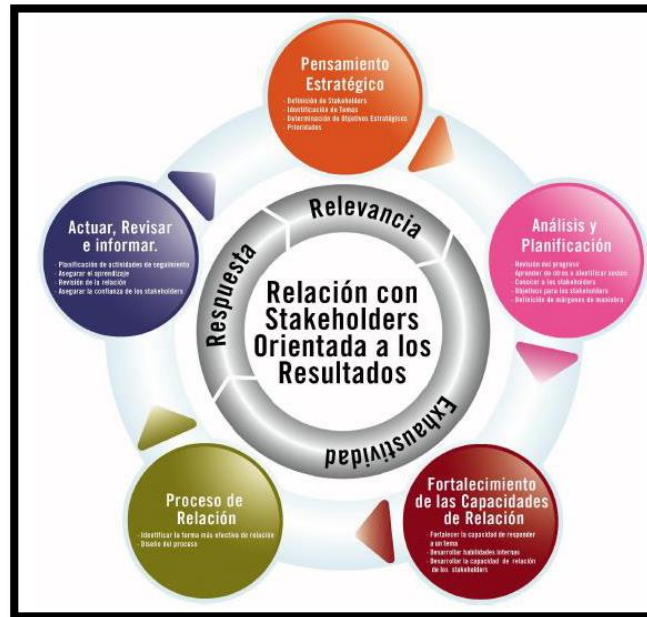 Pensamiento
Estratégico
- Definición de Stakeholders
- Identificación de Temas
- Determinación de Objetivos Estratégicos
- Prioridades
Análisis y
Planificación
- Revisión del progreso
- Aprender de otros e identificar socios
- Conocer a los stakeholders
- Objetivos para los stakeholders
- Definición de márgenes de maniobra
Fortalecimiento
de las Capacidades
de Relación
- Fortalecer la capacidad de responder
a un tema
- Desarrollar habilidades internas
- Desarrollar la capacidad de relación
de los stakeholders
Proceso de
Relación
- Identificar la forma más efectiva de relación
- Diseño del proceso
Actuar, Revisar
e informar.
- Planificación de actividades de seguimiento
- Asegurar el aprendizaje
- Revisión de la relación
- Asegurar la confianza de los stakeholders
Relevancia
Exhaustividad
Respuesta
Relación con
Stakeholders
Orientada a los
Resultados